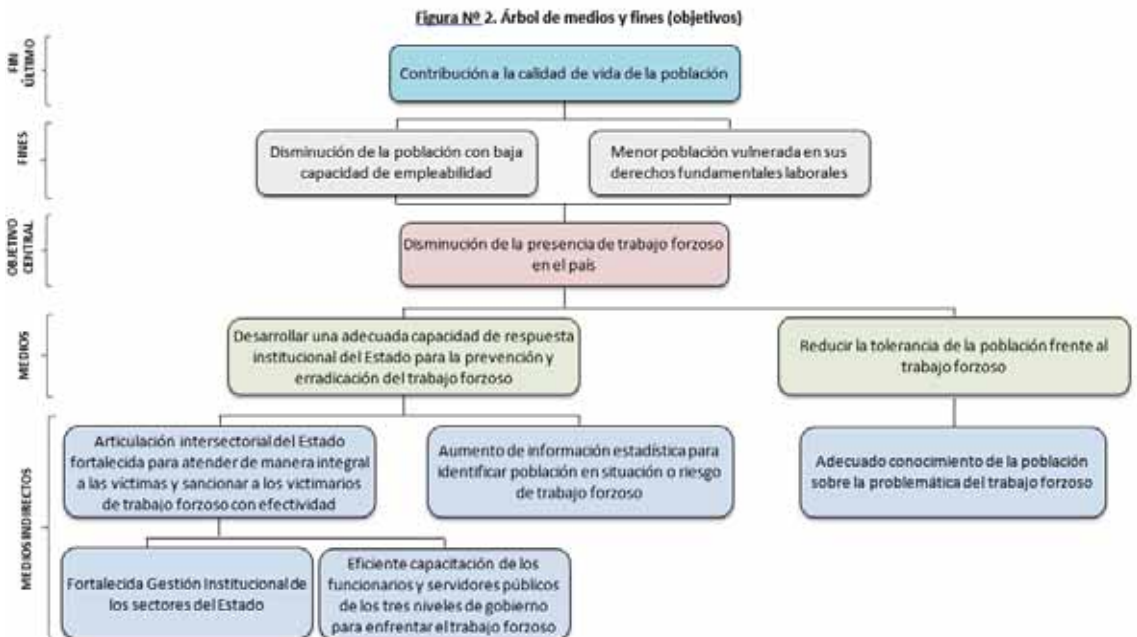 Figura Nº 2. Árbol de medios y fines (objetivos)
FIN
ÚLTIMO
Contribución a la calidad de vida de la población
FINES
Disminución de la población con baja
capacidad de empleabilidad
Menor población vulnerada en sus
derechos fundamentales laborales
OBJETIVO
CENTRAL
Disminución de la presencia de trabajo forzoso
en el país
MEDIOS
Desarrollar una adecuada capacidad de respuesta
institucional del Estado para la prevención y
erradicación del trabajo forzoso
Reducir la tolerancia de la población frente al
trabajo forzoso
MEDIOS INDIRECTOS
Articulación intersectorial del Estado
fortalecida para atender de manera integral
a las víctimas y sancionar a los victimarios
de trabajo forzoso con efectividad
Aumento de información estadística para
identificar población en situación o riesgo
de trabajo forzoso
Adecuado conocimiento de la población
sobre la problemática del trabajo forzoso
Fortalecida Gestión Institucional de
los sectores del Estado
Eficiente capacitación de los
funcionarios y servidores públicos
de los tres niveles de gobierno
para enfrentar el trabajo forzoso